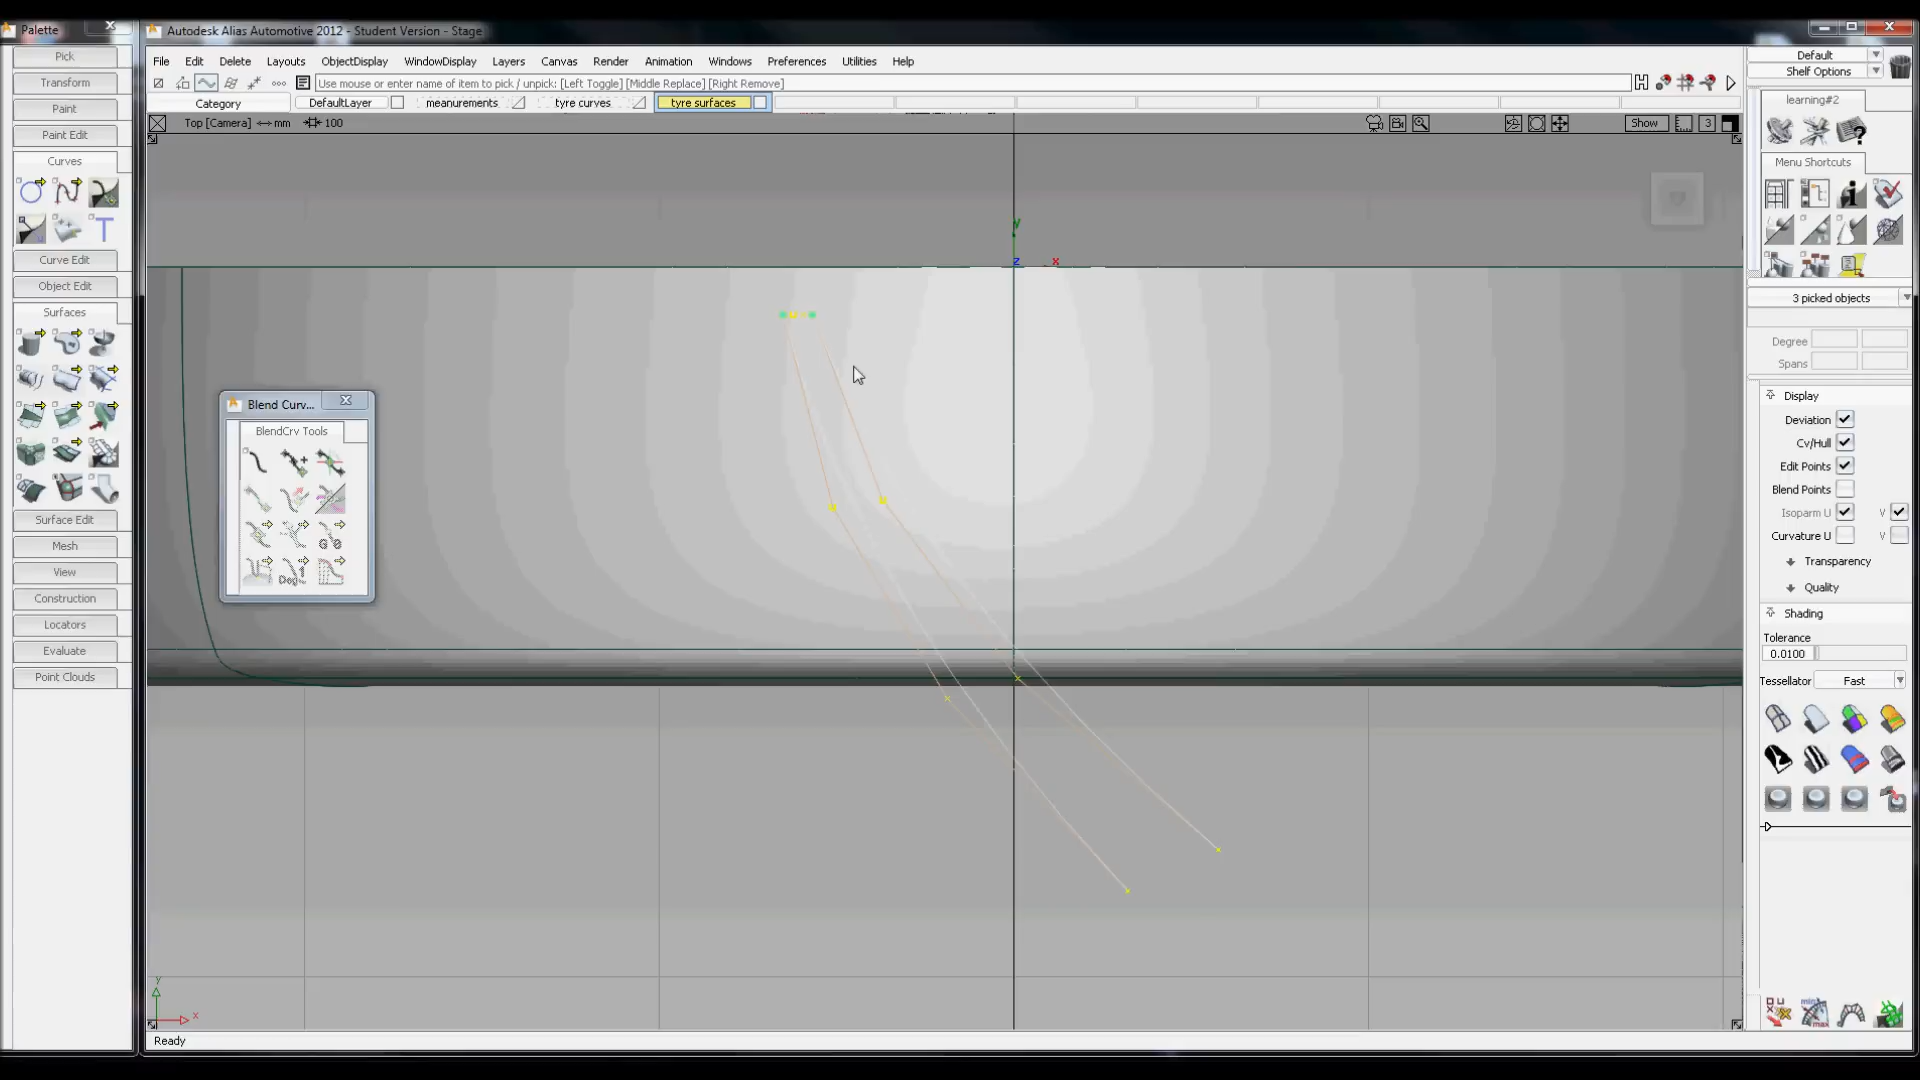 Palette
Autodesk Alias Automotive 2012 - Student Version - Stage
File Edit Delete Layouts ObjectDisplay WindowDisplay Layers Canvas Render Animation Windows Preferences Utilities Help
Use mouse or enter name of item to pick / unpick: [Left Toggle] [Middle Replace] [Right Remove]
Category DefaultLayer meanurements tyre curves tyre surfaces
Top [Camera] mm 100
Show
3
Pick
Transform
Paint
Paint Edit
Curves
Curve Edit
Object Edit
Surfaces
Surface Edit
Mesh
View
Construction
Locators
Evaluate
Point Clouds
Blend Curv...
BlendCrv Tools
G 0
Deg 1
y
z x
y
x
Ready
Default
Shelf Options
learning#2
Menu Shortcuts
3 picked objects
Degree
Spans
Display
Deviation
Cv/Hull
Edit Points
Blend Points
Isoparm U V
Curvature U V
Transparency
Quality
Shading
Tolerance
0.0100
Tessellator Fast